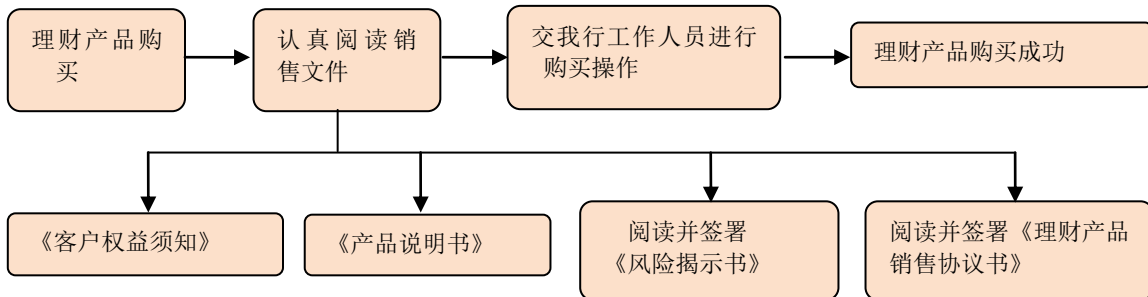 理财产品购
买
认真阅读销
售文件
交我行工作人员进行
购买操作
理财产品购买成功
《客户权益须知》
《产品说明书》
阅读并签署
《风险揭示书》
阅读并签署《理财产品
销售协议书》